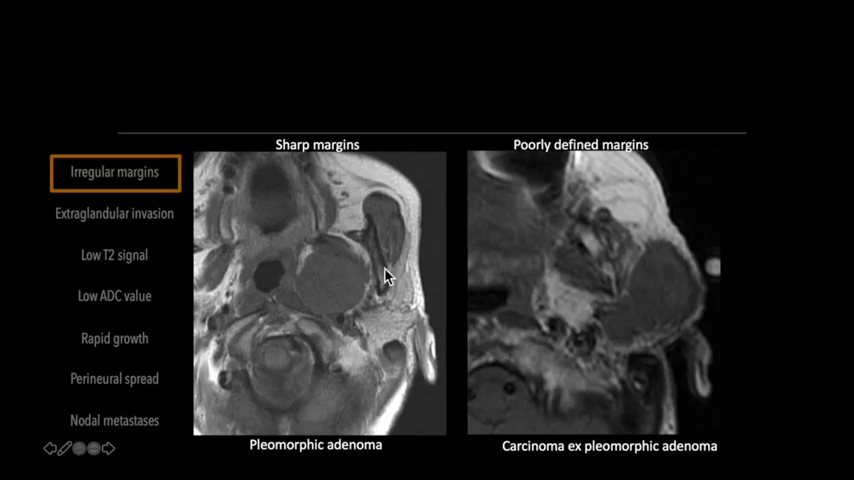 Sharp margins
Poorly defined margins
Irregular margins
Extraglandular invasion
Low T2 signal
Low ADC value
Rapid growth
Perineural spread
Nodal metastases
Pleomorphic adenoma
Carcinoma ex pleomorphic adenoma